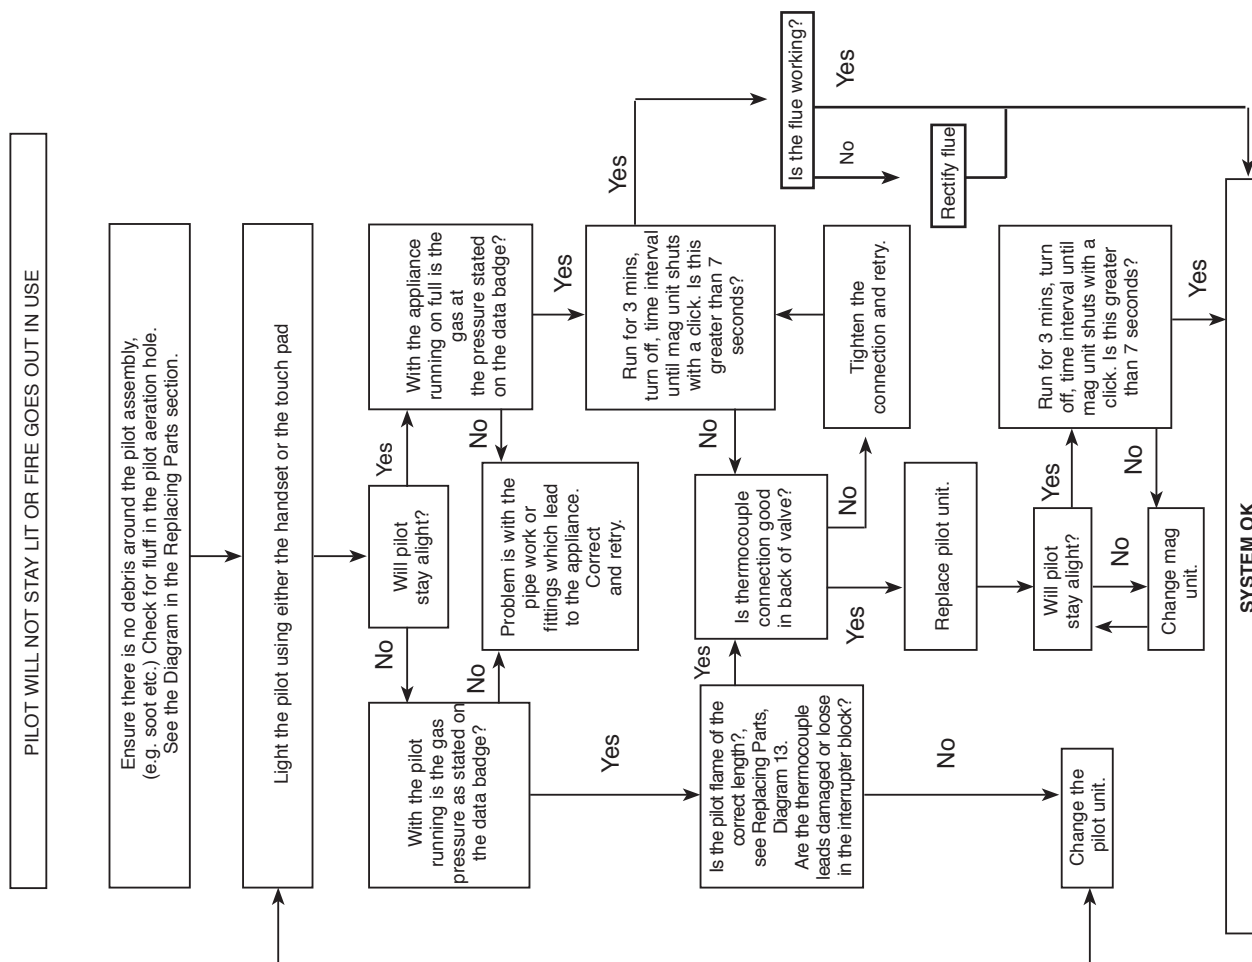 PILOT WILL NOT STAY LIT OR FIRE GOES OUT IN USE
Ensure there is no debris around the pilot assembly,
(e.g. soot etc.) Check for fluff in the pilot aeration hole.
See the Diagram in the Replacing Parts section.
Light the pilot using either the handset or the touch pad
Will pilot
stay alight?
No
Yes
With the pilot
running is the gas
pressure as stated on
the data badge?
With the appliance
running on full is the
gas at
the pressure stated
on the data badge?
No
No
Problem is with the
pipe work or
fittings which lead
to the appliance.
Correct
and retry.
Yes
Yes
Run for 3 mins,
turn off, time interval
until mag unit shuts
with a click. Is this
greater than 7
seconds?
Yes
Is the flue working?
Yes
No
Rectify flue
Is the pilot flame of the
correct length?,
see Replacing Parts,
Diagram 13.
Are the thermocouple
leads damaged or loose
in the interrupter block?
Yes
No
Is thermocouple
connection good
in back of valve?
No
Tighten the
connection and retry.
Yes
Replace pilot unit.
No
Change the
pilot unit.
Will pilot
stay alight?
Yes
No
Change mag
unit.
No
Run for 3 mins, turn
off, time interval until
mag unit shuts with a
click. Is this greater
than 7 seconds?
Yes
SYSTEM OK